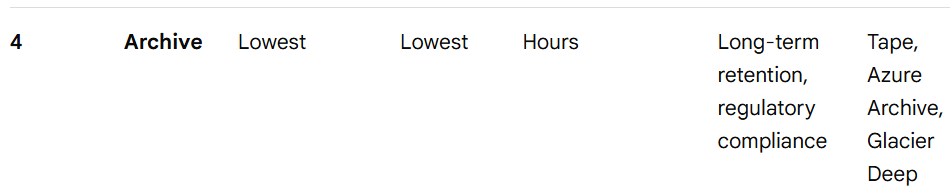 4 Archive Lowest Lowest Hours Long-term Tape,
retention, Azure
regulatory Archive,
compliance Glacier
Deep